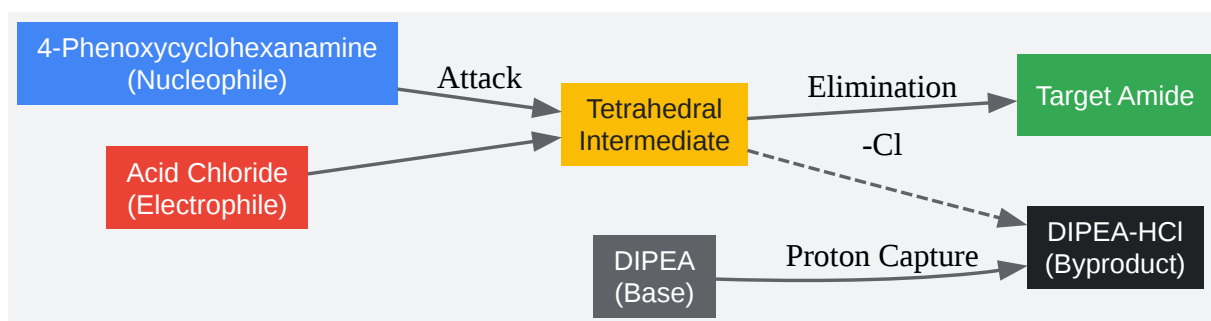 4-Phenoxycyclohexanamine
(Nucleophile)
Attack
Acid Chloride
(Electrophile)
Tetrahedral
Intermediate
Elimination
Target Amide
-Cl
DIPEA
(Base)
Proton Capture
DIPEA-HCl
(Byproduct)